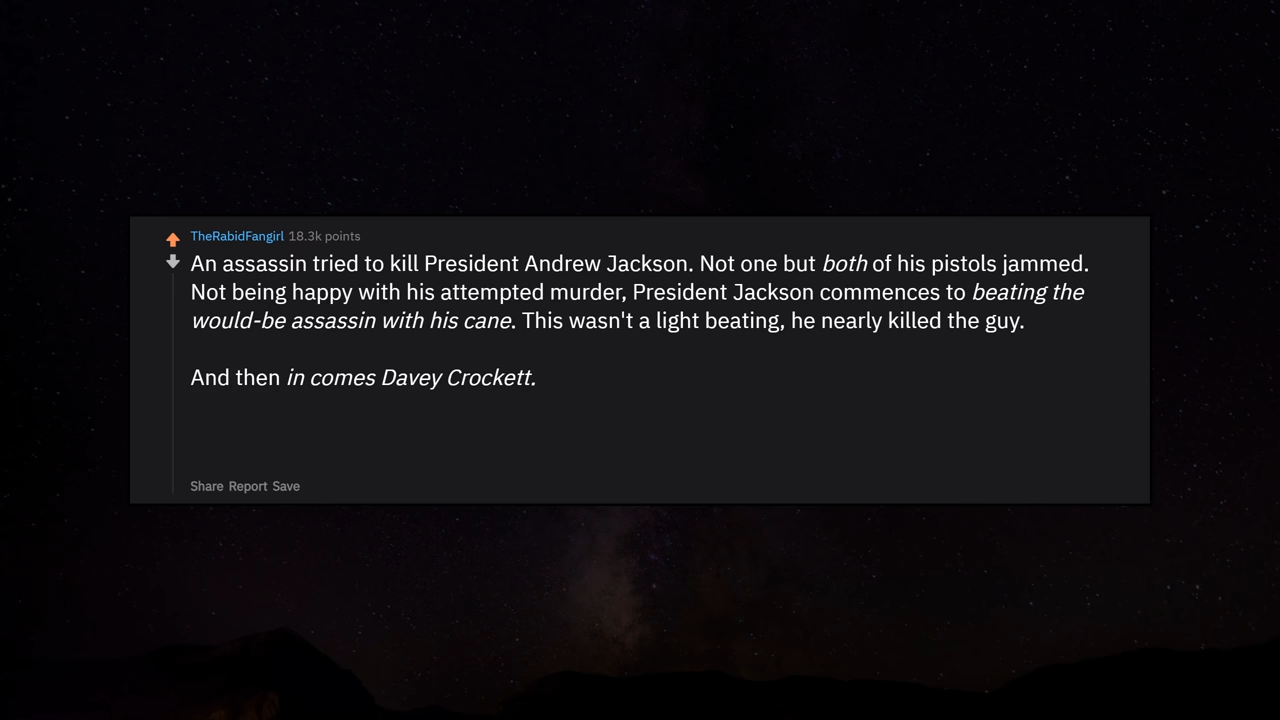 TheRabidFangirl 18.3k points
An assassin tried to kill President Andrew Jackson. Not one but both of his pistols jammed.
Not being happy with his attempted murder, President Jackson commences to beating the
would-be assassin with his cane. This wasn't a light beating, he nearly killed the guy.
And then in comes Davey Crockett.
Share Report Save